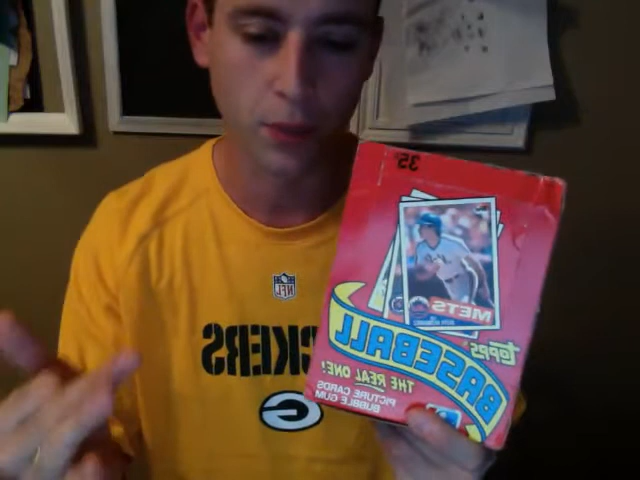 35¢
METS
topps
BASEBALL
THE REAL ONE!
PICTURE CARDS
BUBBLE GUM
NFL
CKERS
G